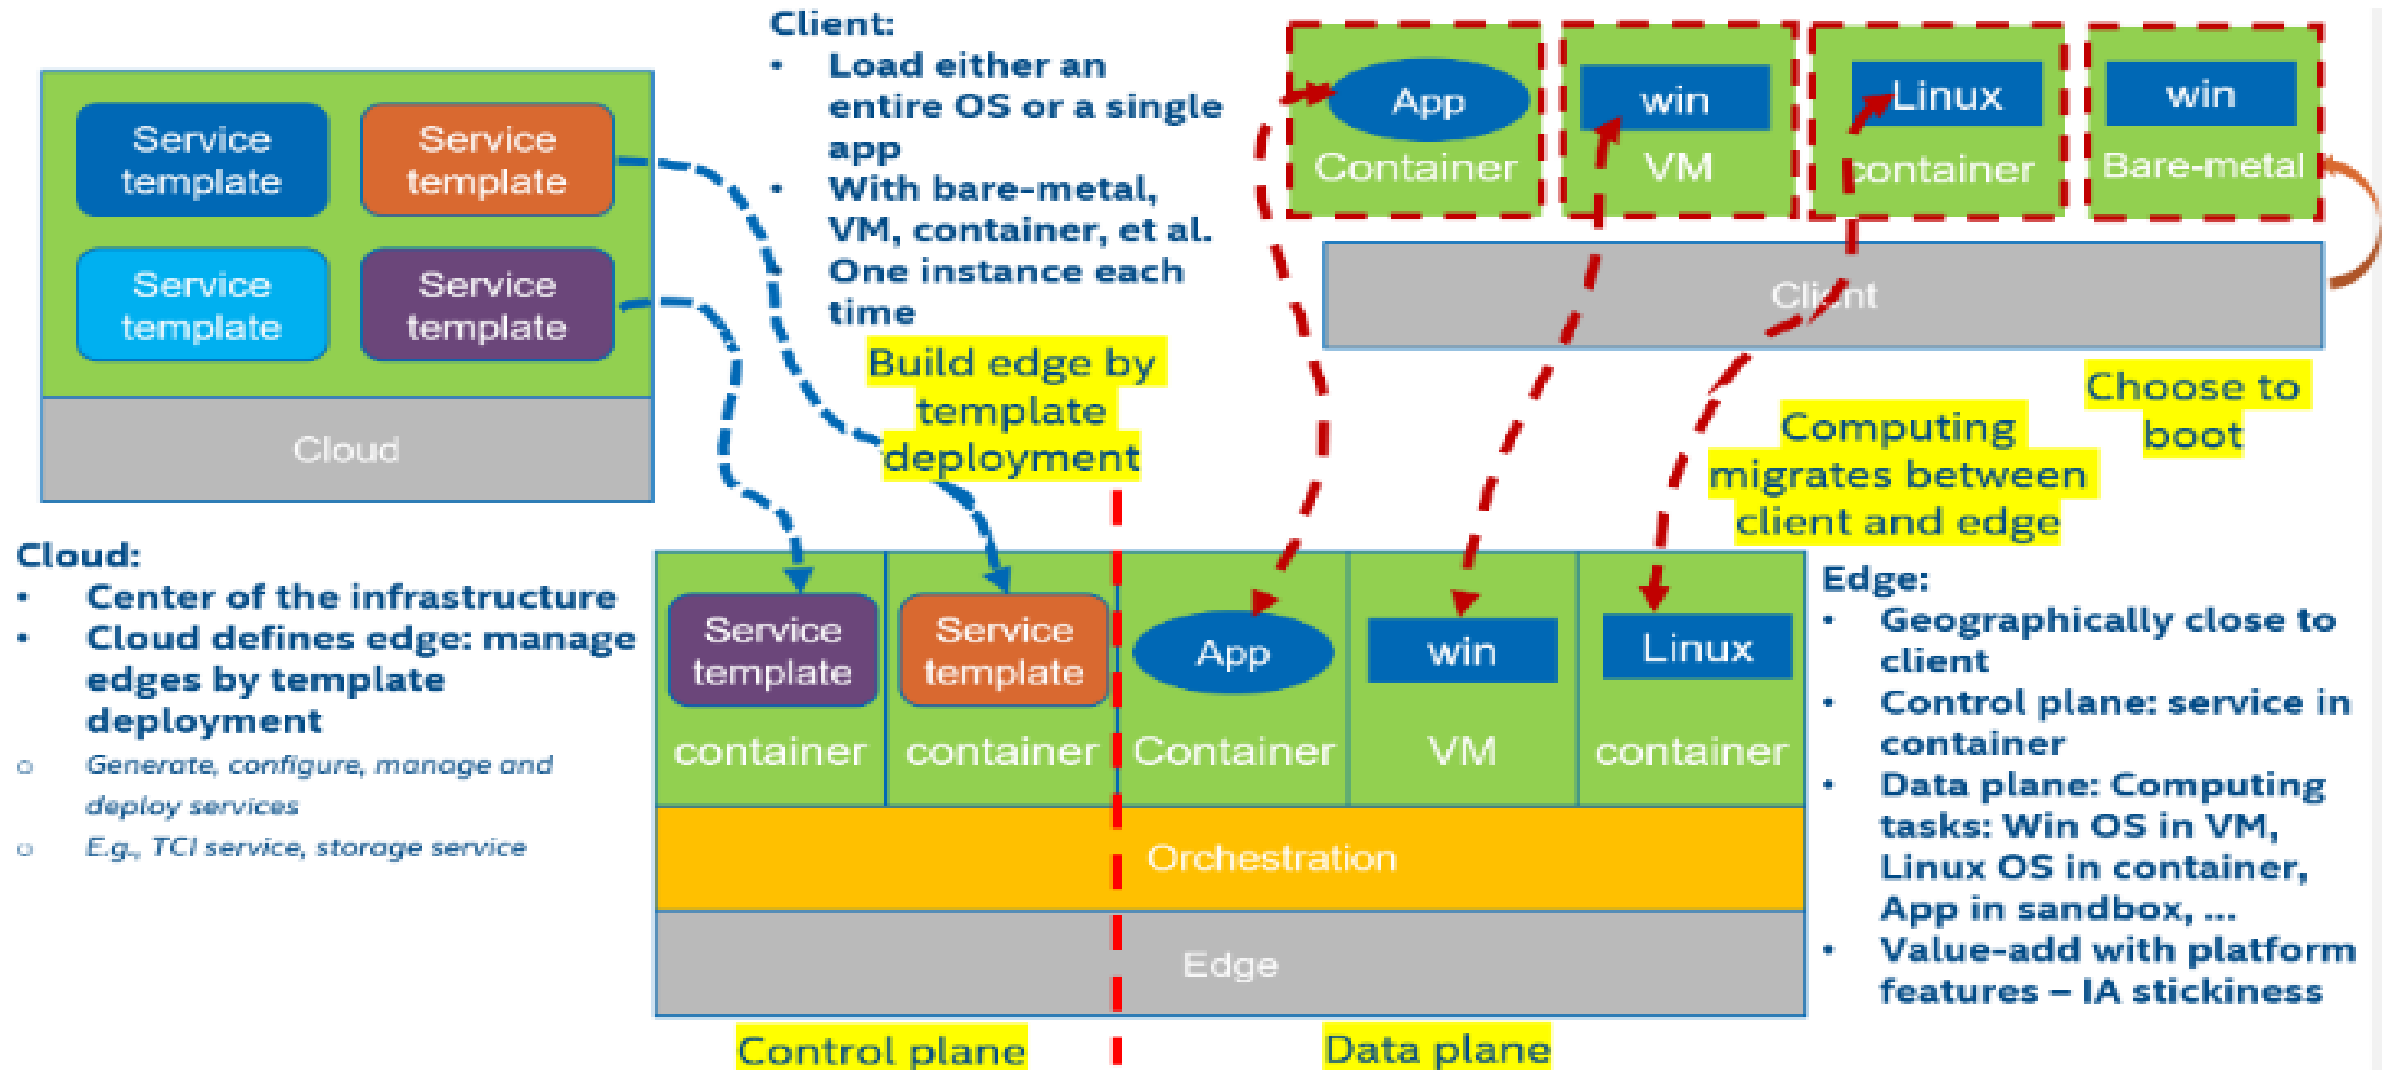 Client:
• Load either an
entire OS or a single
app
• With bare-metal,
VM, container, et al.
One instance each
time
Service
template
Service
template
Service
template
Service
template
Cloud
App
Container
win
VM
Linux
container
win
Bare-metal
Client
Build edge by
template
deployment
Choose to
boot
Computing
migrates between
client and edge
Cloud:
• Center of the infrastructure
• Cloud defines edge: manage
edges by template
deployment
o Generate, configure, manage and
deploy services
o E.g., TCI service, storage service
Service
template
container
Service
template
container
App
Container
win
VM
Linux
container
Orchestration
Edge
Control plane
Data plane
Edge:
• Geographically close to
client
• Control plane: service in
container
• Data plane: Computing
tasks: Win OS in VM,
Linux OS in container,
App in sandbox, ...
• Value-add with platform
features – IA stickiness